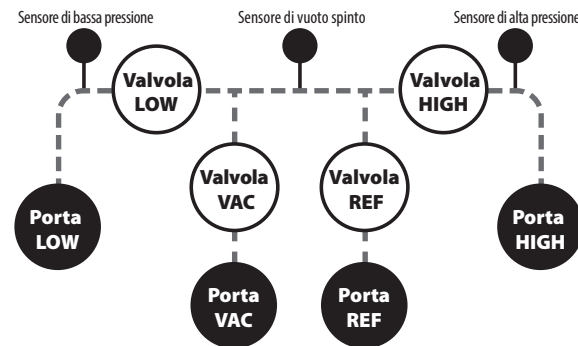 Sensore di bassa pressione
Sensore di vuoto spinto
Sensore di alta pressione
Valvola
LOW
Valvola
HIGH
Valvola
VAC
Valvola
REF
Porta
LOW
Porta
HIGH
Porta
VAC
Porta
REF